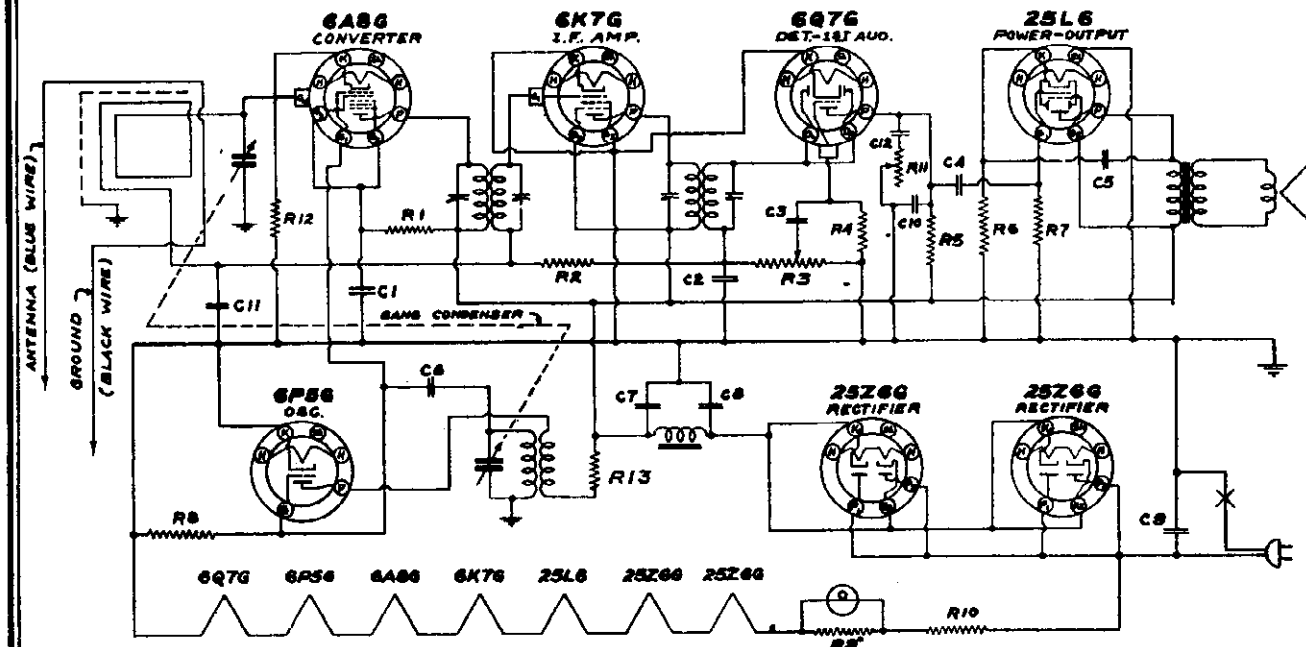 6A8G
CONVERTER
6K7G
I.F. AMP.
6Q7G
DET.-1ST AUD.
25L6
POWER-OUTPUT
ANTENNA (BLUE WIRE)
GROUND
(BLACK WIRE)
R12
R1
C12
R11
C4
C5
C3
R4
C10
R5
R6
R7
R2
C2
R3
C11
C1
GANG CONDENSER
6P5G
OSC.
C6
C7
C8
25Z6G
RECTIFIER
25Z6G
RECTIFIER
R13
R8
C9
6Q7G 6P5G 6A8G 6K7G 25L6 25Z6G 25Z6G
R10
R9